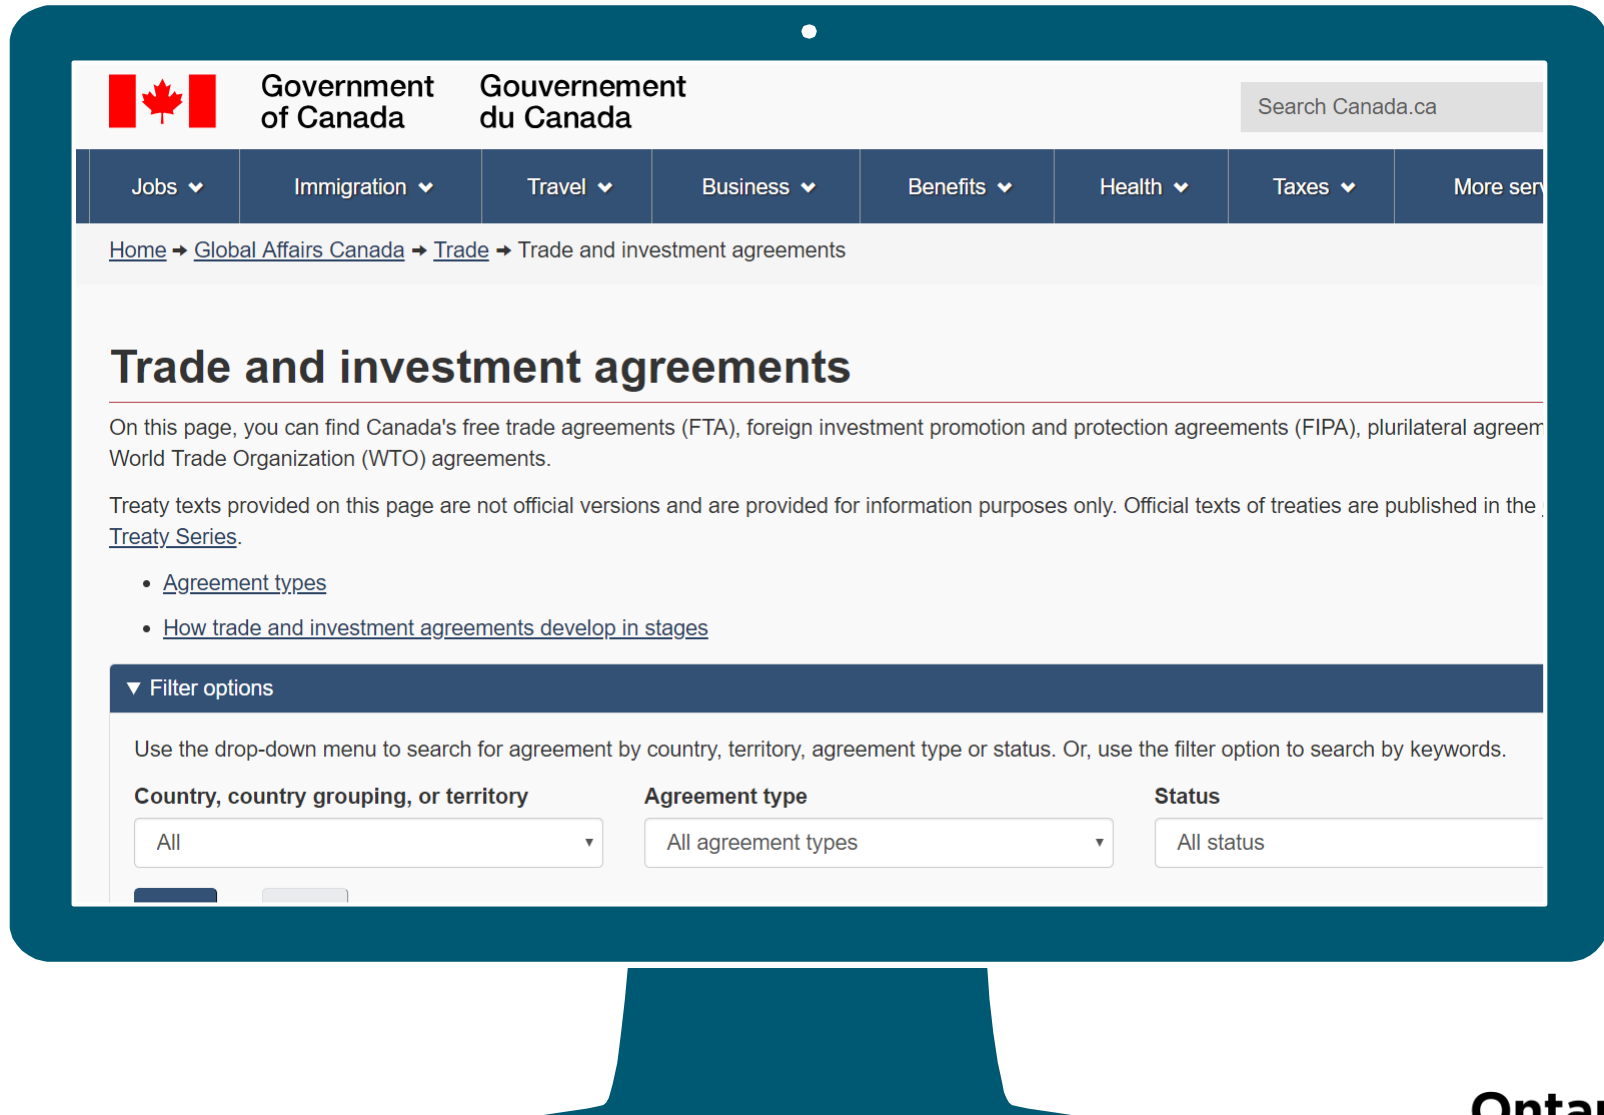 Government of Canada
Gouvernement du Canada
Search Canada.ca
Jobs Immigration Travel Business Benefits Health Taxes More
Home → Global Affairs Canada → Trade → Trade and investment agreements
Trade and investment agreements
On this page, you can find Canada's free trade agreements (FTA), foreign investment promotion and protection agreements (FIPA), plurilateral
World Trade Organization (WTO) agreements.
Treaty texts provided on this page are not official versions and are provided for information purposes only. Official texts of treaties are published in the
Treaty Series.
• Agreement types
• How trade and investment agreements develop in stages
▼ Filter options
Use the drop-down menu to search for agreement by country, territory, agreement type or status. Or, use the filter option to search by keywords.
Country, country grouping, or territory Agreement type Status
All All agreement types All status